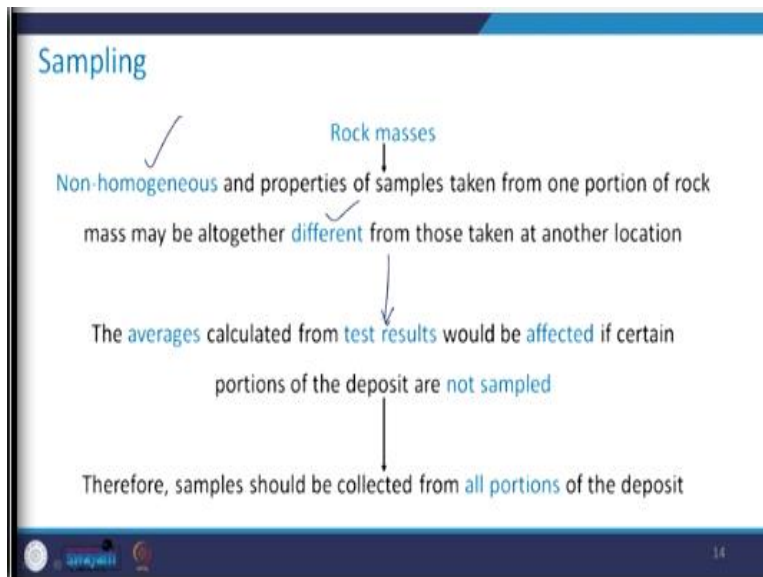 Sampling
Rock masses
Non-homogeneous and properties of samples taken from one portion of rock
mass may be altogether different from those taken at another location
The averages calculated from test results would be affected if certain
portions of the deposit are not sampled
Therefore, samples should be collected from all portions of the deposit
swayam
14